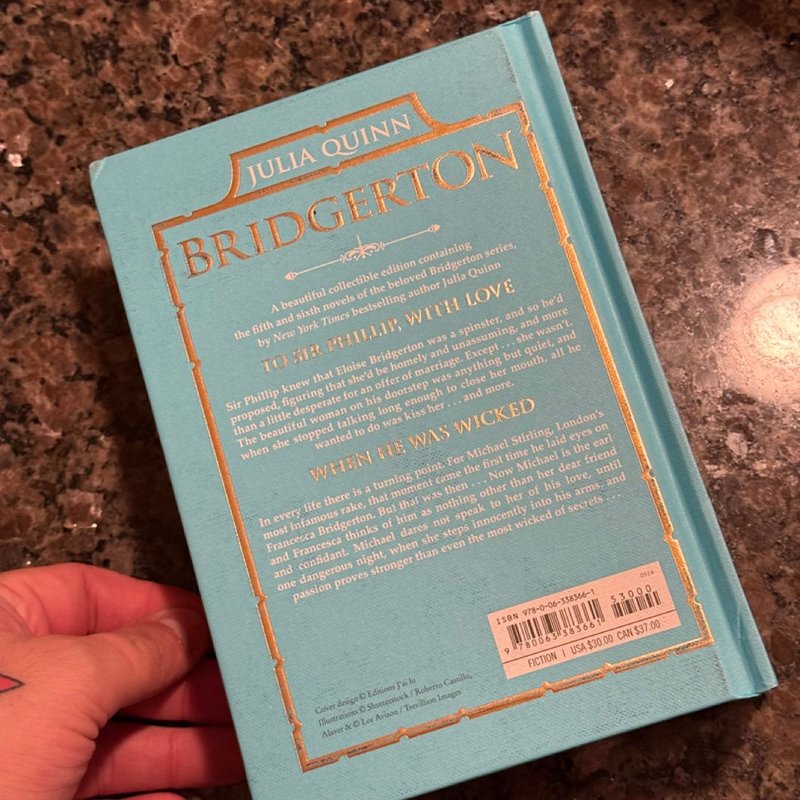 JULIA QUINN
BRIDGERTON
A beautiful collectible edition containing
the fifth and sixth novels of the beloved Bridgerton series,
by New York Times bestselling author Julia Quinn
TO SIR PHILLIP, WITH LOVE
Sir Phillip knew that Eloise Bridgerton was a spinster, and so he'd
proposed, figuring that she'd be homely and unassuming, and more
than a little desperate for an offer of marriage. Except . . . she wasn't.
The beautiful woman on his doorstep was anything but quiet, and
when she stopped talking long enough to close her mouth, all he
wanted to do was kiss her . . . and more.
WHEN HE WAS WICKED
In every life there is a turning point. For Michael Stirling, London's
most infamous rake, that moment came the first time he laid eyes on
Francesca Bridgerton. But that was then . . . Now Michael is the earl
and Francesca thinks of him as nothing other than her dear friend
and confidant. Michael dares not speak to her of his love, until
one dangerous night, when she steps innocently into his arms, and
passion proves stronger than even the most wicked of secrets . . .
0924
ISBN 978-0-06-338366-1
53000
9 780063 383661
FICTION | USA $30.00 CAN $37.00
Cover design © Editions J'ai lu
Illustrations © Shutterstock / Roberto Castillo,
Alaver & © Lee Avison / Trevillion Images